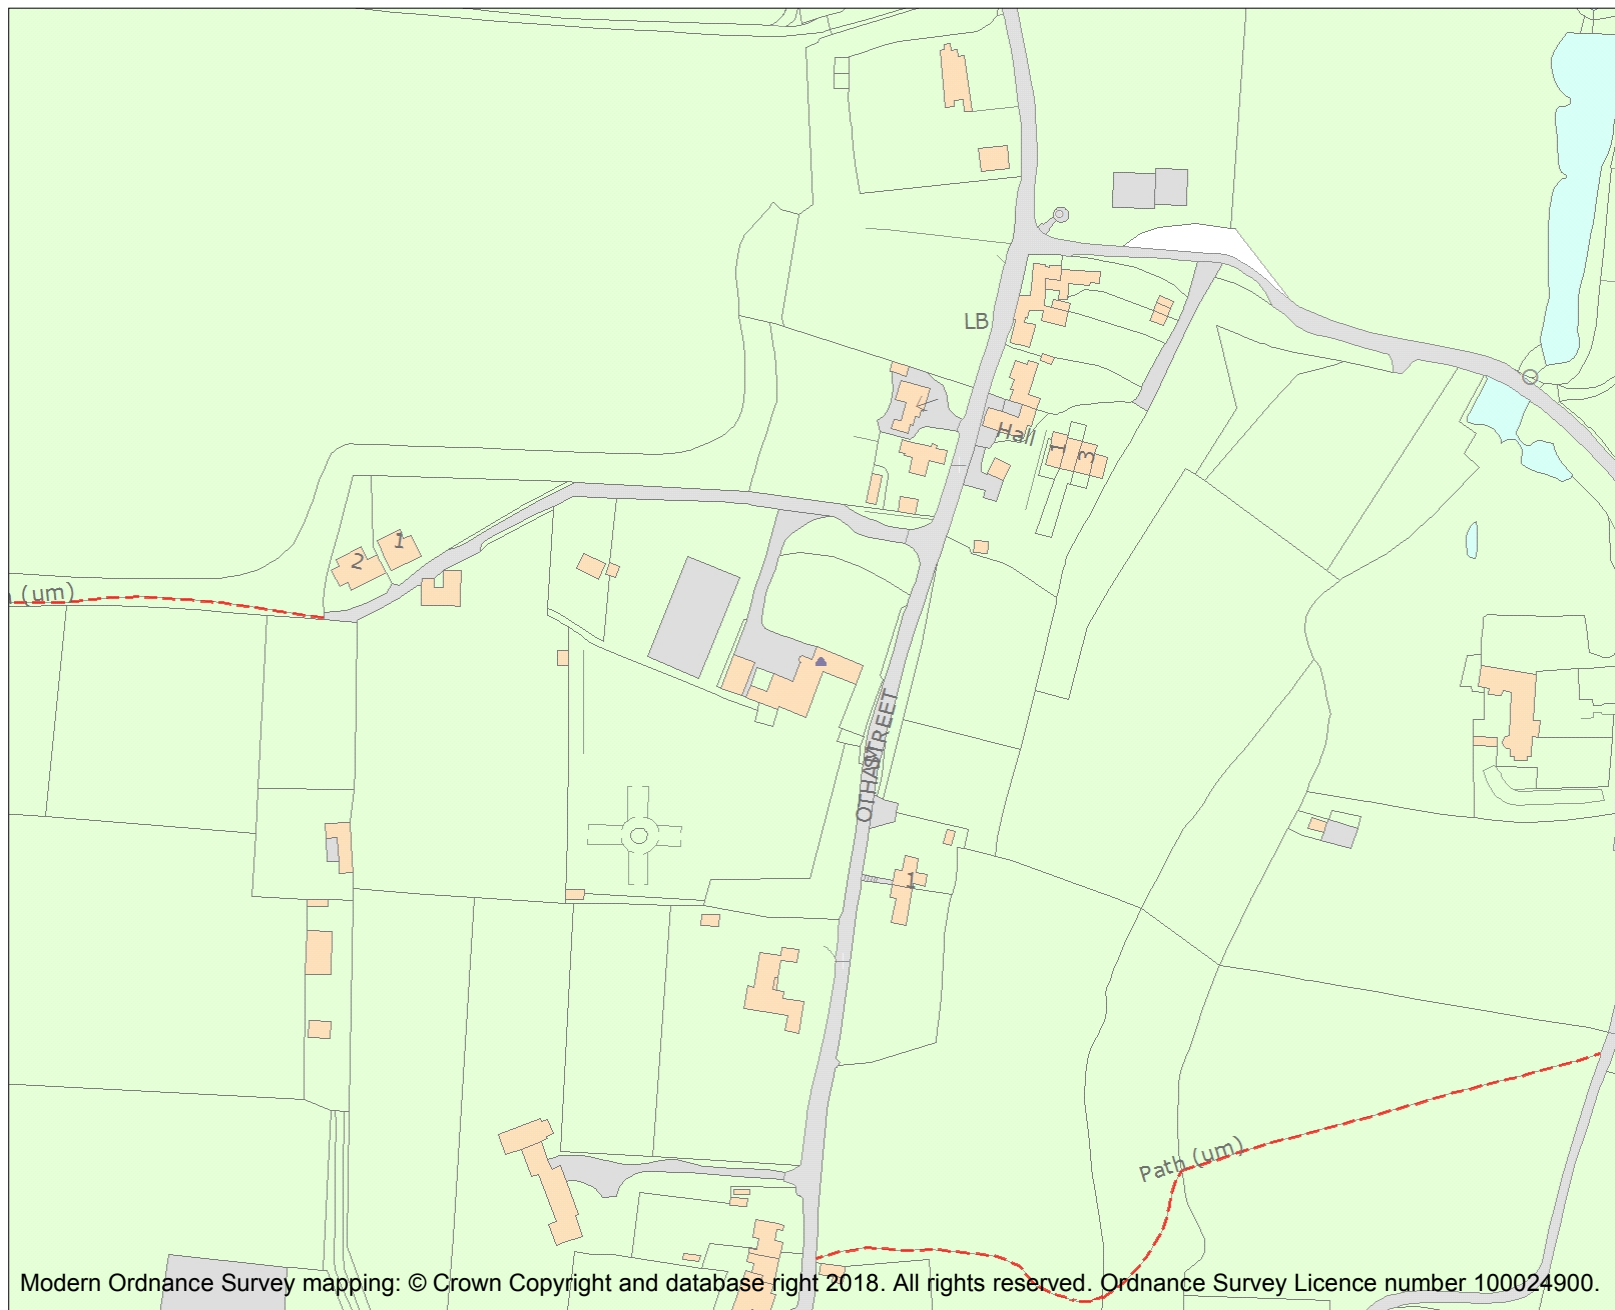 LB
Hall
1
3
1
2
(um)
OTHAM STREET
1
Path (um)
Modern Ordnance Survey mapping: © Crown Copyright and database right 2018. All rights reserved. Ordnance Survey Licence number 100024900.